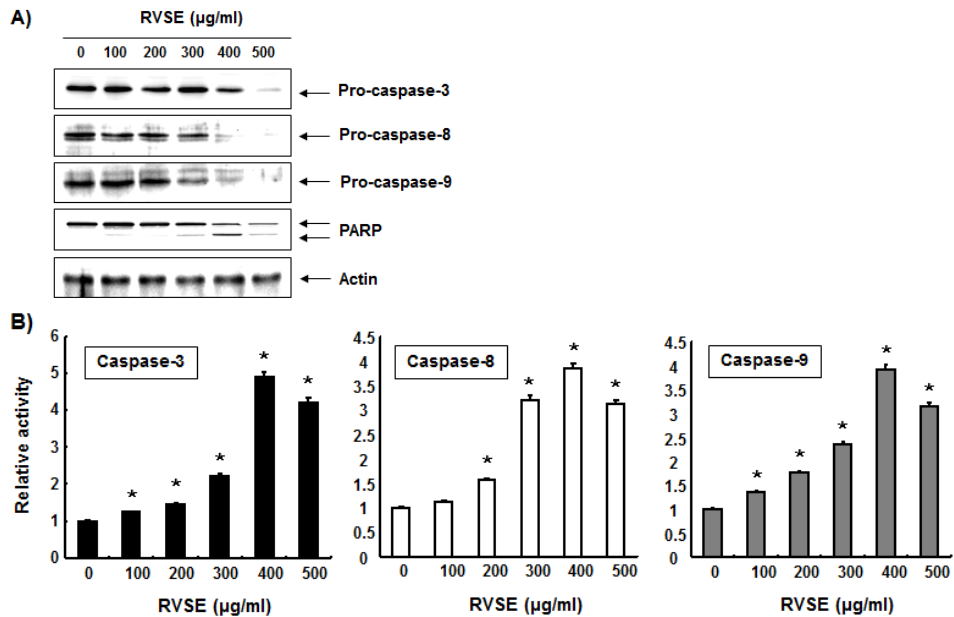 A)
RVSE (µg/ml)
0 100 200 300 400 500
Pro-caspase-3
Pro-caspase-8
Pro-caspase-9
PARP
Actin
B)
Relative activity
6
5
4
3
2
1
0
Caspase-3
*
*
*
*
*
0 100 200 300 400 500
RVSE (µg/ml)
4.5
4
3.5
3
2.5
2
1.5
1
0.5
0
Caspase-8
*
*
*
*
0 100 200 300 400 500
RVSE (µg/ml)
4.5
4
3.5
3
2.5
2
1.5
1
0.5
0
Caspase-9
*
*
*
*
*
0 100 200 300 400 500
RVSE (µg/ml)